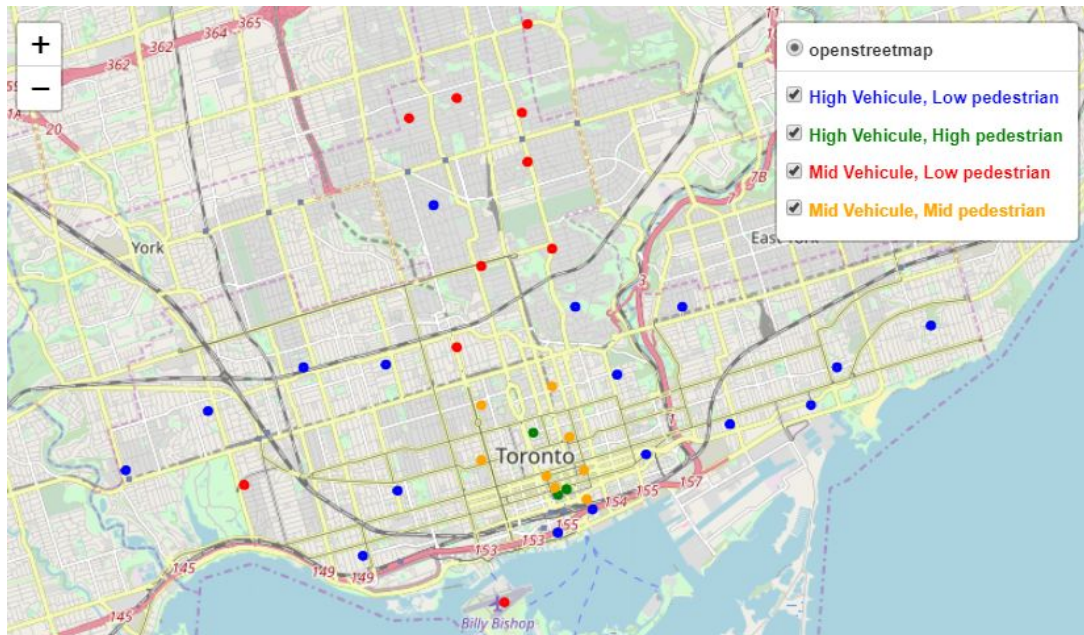 +
−
362
364
365
362
1A
20
York
7B
3
East York
openstreetmap
High Vehicule, Low pedestrian
High Vehicule, High pedestrian
Mid Vehicule, Low pedestrian
Mid Vehicule, Mid pedestrian
Toronto
157
155
154
155
153
153
149
149
145
145
Billy Bishop